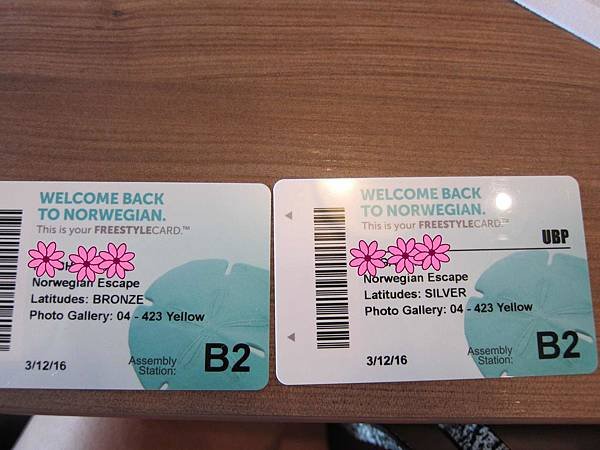 WELCOME BACK
TO NORWEGIAN.
This is your FREESTYLECARD.™
Norwegian Escape
Latitudes: BRONZE
Photo Gallery: 04 - 423 Yellow
3/12/16
Assembly
Station:
B2
WELCOME BACK
TO NORWEGIAN.
This is your FREESTYLECARD.™
UBP
Norwegian Escape
Latitudes: SILVER
Photo Gallery: 04 - 423 Yellow
3/12/16
Assembly
Station:
B2